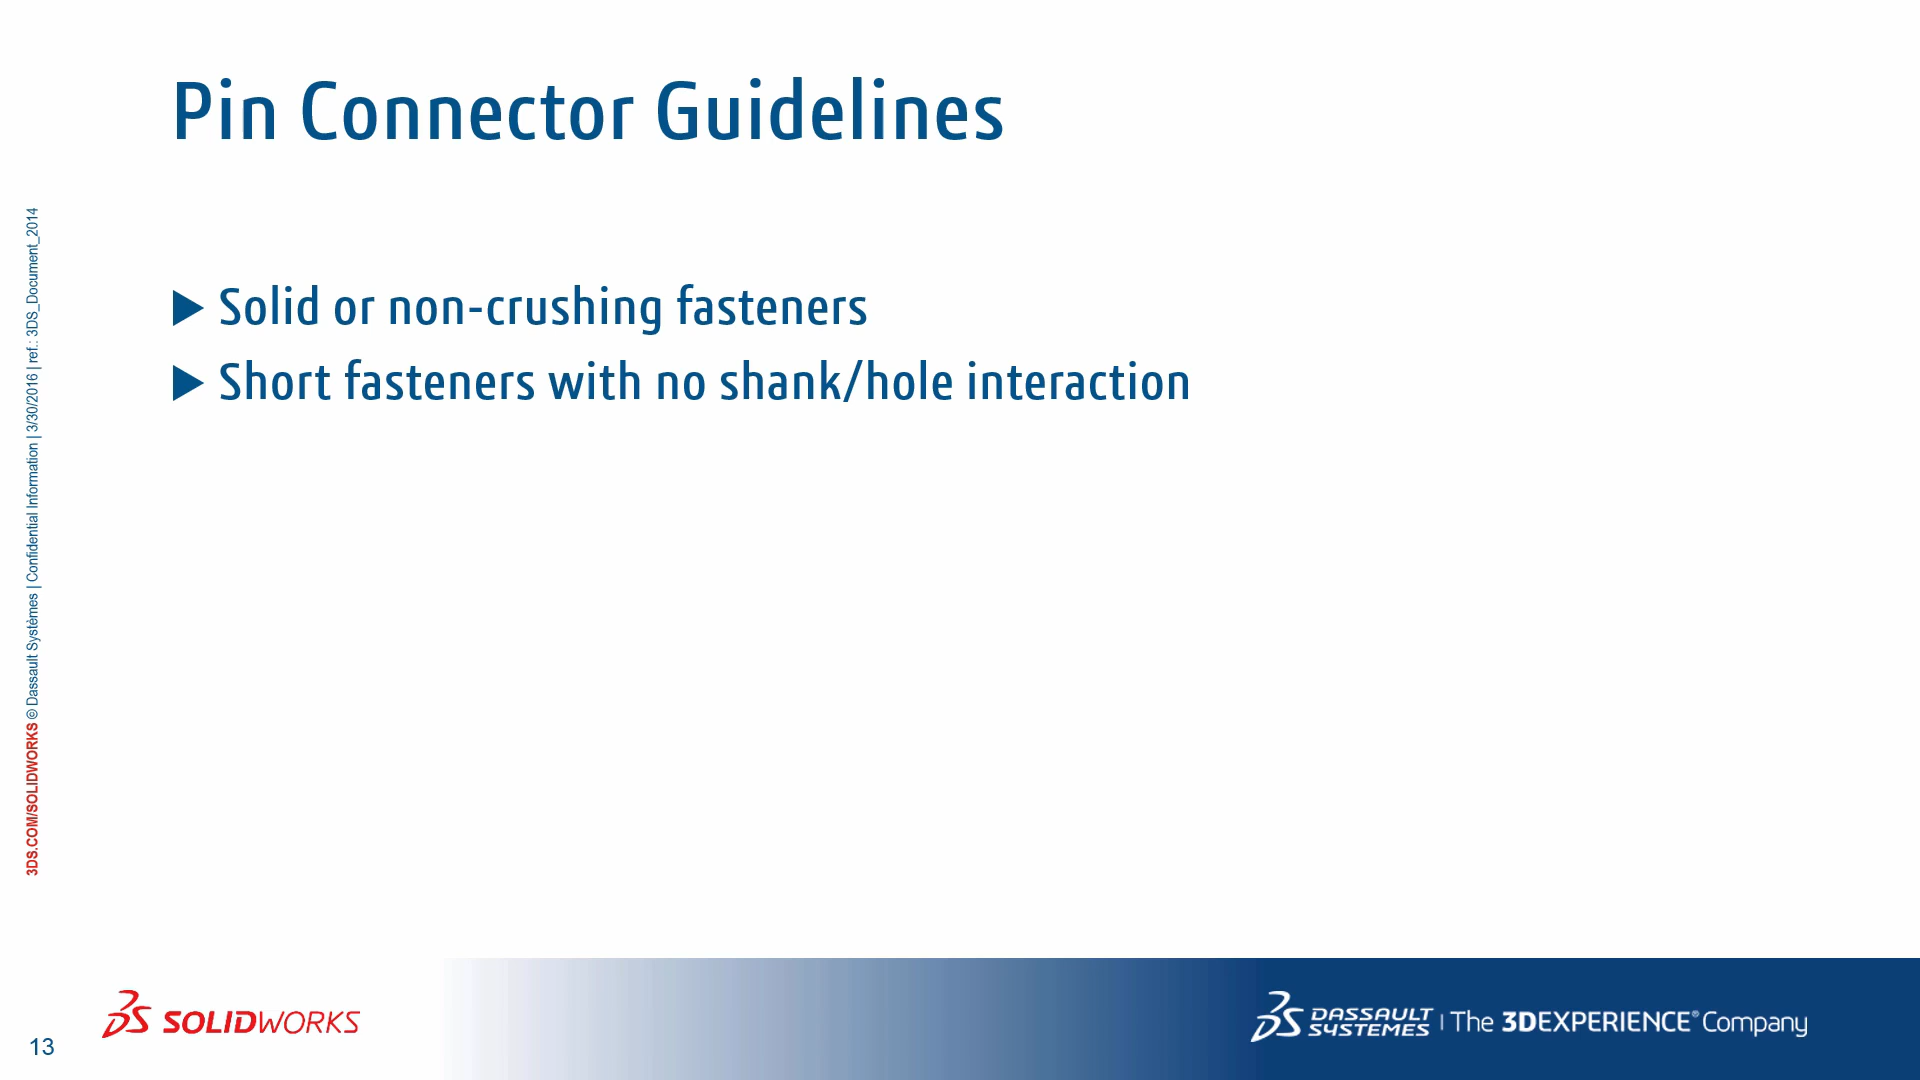 Pin Connector Guidelines
Solid or non-crushing fasteners
Short fasteners with no shank/hole interaction
3DS.COM/SOLIDWORKS © Dassault Systèmes | Confidential Information | 3/30/2016 | ref.: 3DS_Document_2014
13
SOLIDWORKS
DASSAULT SYSTEMES | The 3DEXPERIENCE® Company